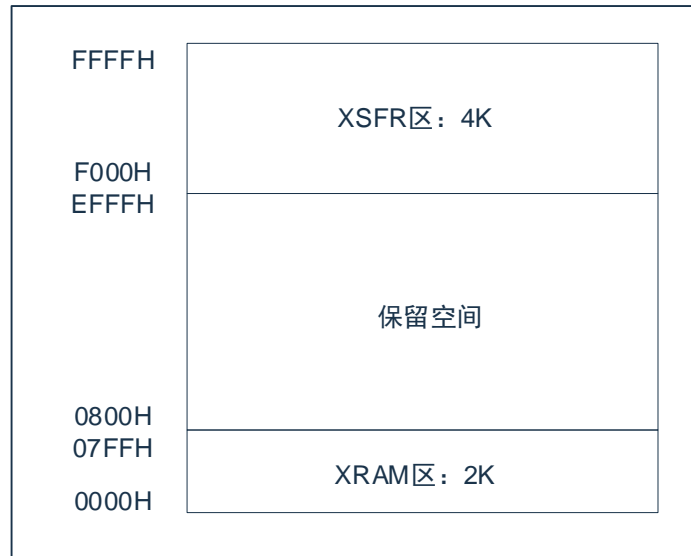 FFFFH
XSFR区：4K
F000H
EFFFH
保留空间
0800H
07FFH
XRAM区：2K
0000H